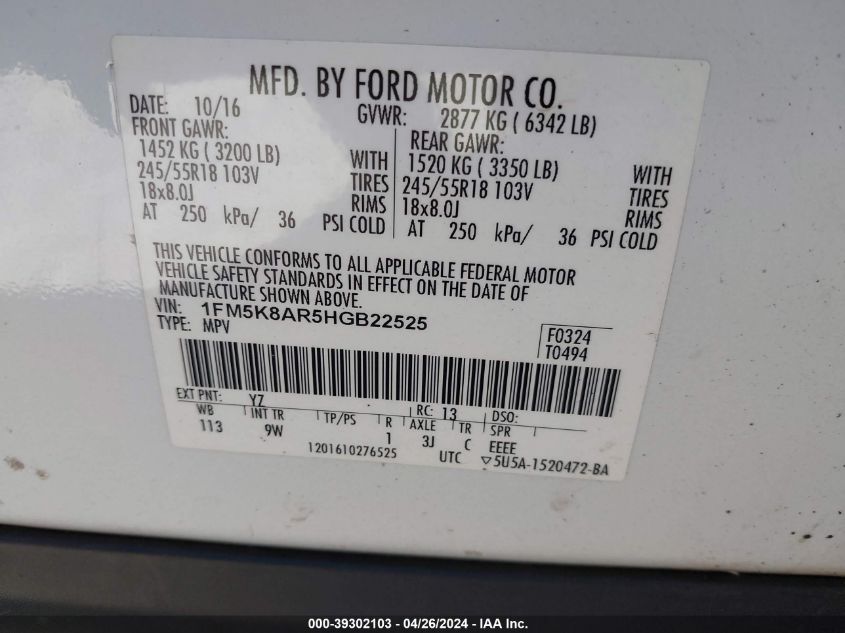 MFD. BY FORD MOTOR CO.
DATE: 10/16 GVWR: 2877 KG ( 6342 LB)
FRONT GAWR: REAR GAWR:
1452 KG ( 3200 LB) WITH 1520 KG ( 3350 LB) WITH
245/55R18 103V TIRES 245/55R18 103V TIRES
18x8.0J RIMS 18x8.0J RIMS
AT 250 kPa/ 36 PSI COLD AT 250 kPa/ 36 PSI COLD
THIS VEHICLE CONFORMS TO ALL APPLICABLE FEDERAL MOTOR
VEHICLE SAFETY STANDARDS IN EFFECT ON THE DATE OF
MANUFACTURE SHOWN ABOVE.
VIN: 1FM5K8AR5HGB22525
TYPE: MPV
F0324
T0494
EXT PNT: YZ RC: 13 DSO:
WB INT TR TP/PS R AXLE TR SPR
113 9W 1 3J C EEEE
1201610276525 UTC ▽5U5A-1520472-BA
000-39302103 - 04/26/2024 - IAA Inc.